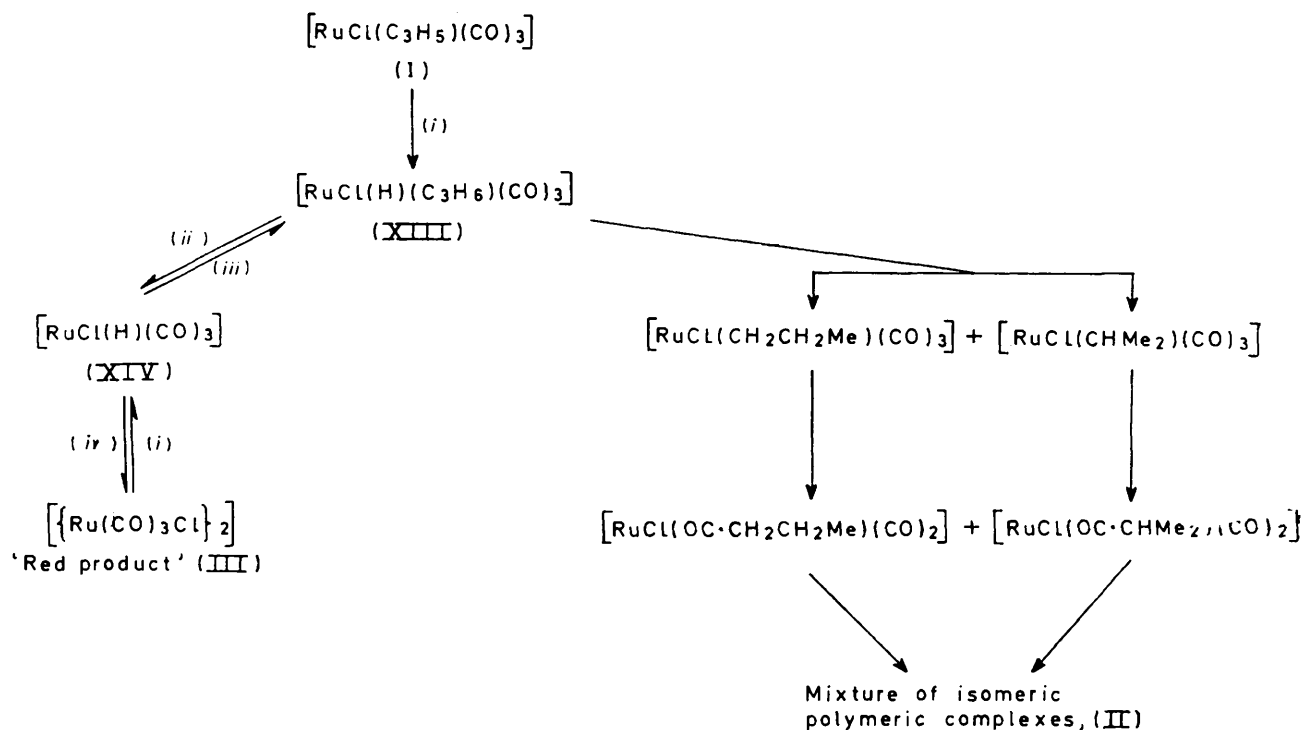 [RuCl(C₃H₅)(CO)₃]
(I)
(i)
[RuCl(H)(C₃H₆)(CO)₃]
(XIII)
(ii)
(iii)
[RuCl(H)(CO)₃]
(XIV)
(iv) (i)
[{Ru(CO)₃Cl}₂]
'Red product' (III)
[RuCl(CH₂CH₂Me)(CO)₃] + [RuCl(CHMe₂)(CO)₃]
[RuCl(OC·CH₂CH₂Me)(CO)₂] + [RuCl(OC·CHMe₂)(CO)₂]
Mixture of isomeric
polymeric complexes, (II)